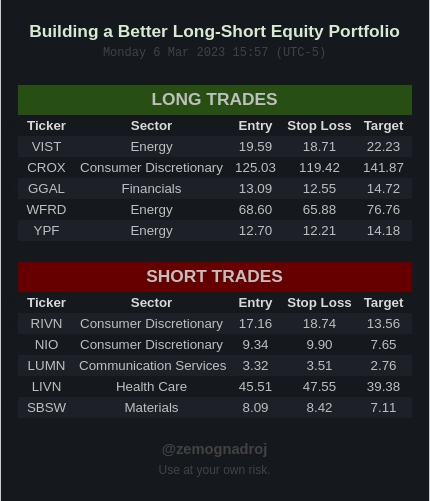 Building a Better Long-Short Equity Portfolio
Monday 6 Mar 2023 15:57 (UTC-5)
LONG TRADES
Ticker Sector Entry Stop Loss Target
VIST Energy 19.59 18.71 22.23
CROX Consumer Discretionary 125.03 119.42 141.87
GGAL Financials 13.09 12.55 14.72
WFRD Energy 68.60 65.88 76.76
YPF Energy 12.70 12.21 14.18
SHORT TRADES
Ticker Sector Entry Stop Loss Target
RIVN Consumer Discretionary 17.16 18.74 13.56
NIO Consumer Discretionary 9.34 9.90 7.65
LUMN Communication Services 3.32 3.51 2.76
LIVN Health Care 45.51 47.55 39.38
SBSW Materials 8.09 8.42 7.11
@zemognadroj
Use at your own risk.